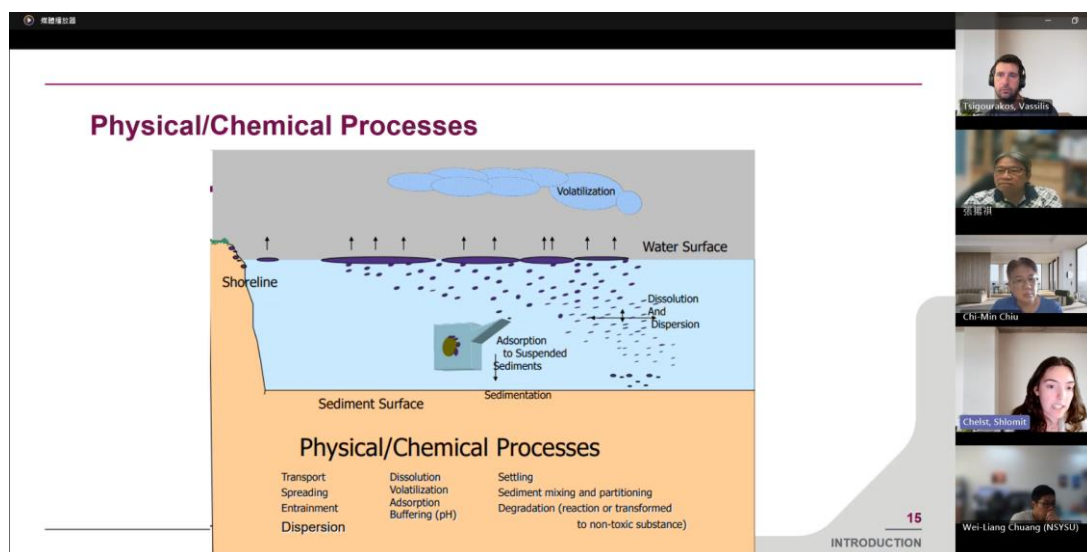 媒體播放器
Physical/Chemical Processes
Volatilization
Water Surface
Shoreline
Dissolution
And
Dispersion
Adsorption
to Suspended
Sediments
Sedimentation
Sediment Surface
Physical/Chemical Processes
Transport
Spreading
Entrainment
Dispersion
Dissolution
Volatilization
Adsorption
Buffering (pH)
Settling
Sediment mixing and partitioning
Degradation (reaction or transformed
to non-toxic substance)
15
INTRODUCTION
Tsigourakos, Vassilis
張揚祺
Chi-Min Chiu
Chelst, Shlomit
Wei-Liang Chuang (NSYSU)